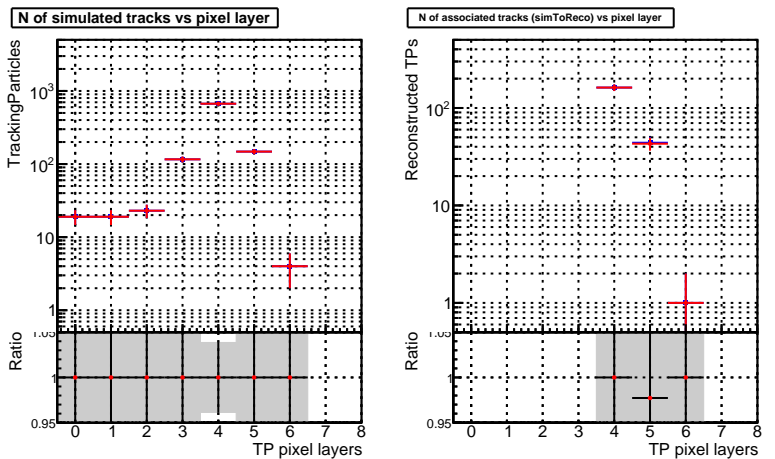 N of simulated tracks vs pixel layer
TrackingParticles
10³
10²
10
1
Ratio
1.05
1
0.95
0 1 2 3 4 5 6 7 8
TP pixel layers
N of associated tracks (simToReco) vs pixel layer
Reconstructed TPs
10²
10
1
Ratio
1.05
1
0.95
0 1 2 3 4 5 6 7 8
TP pixel layers